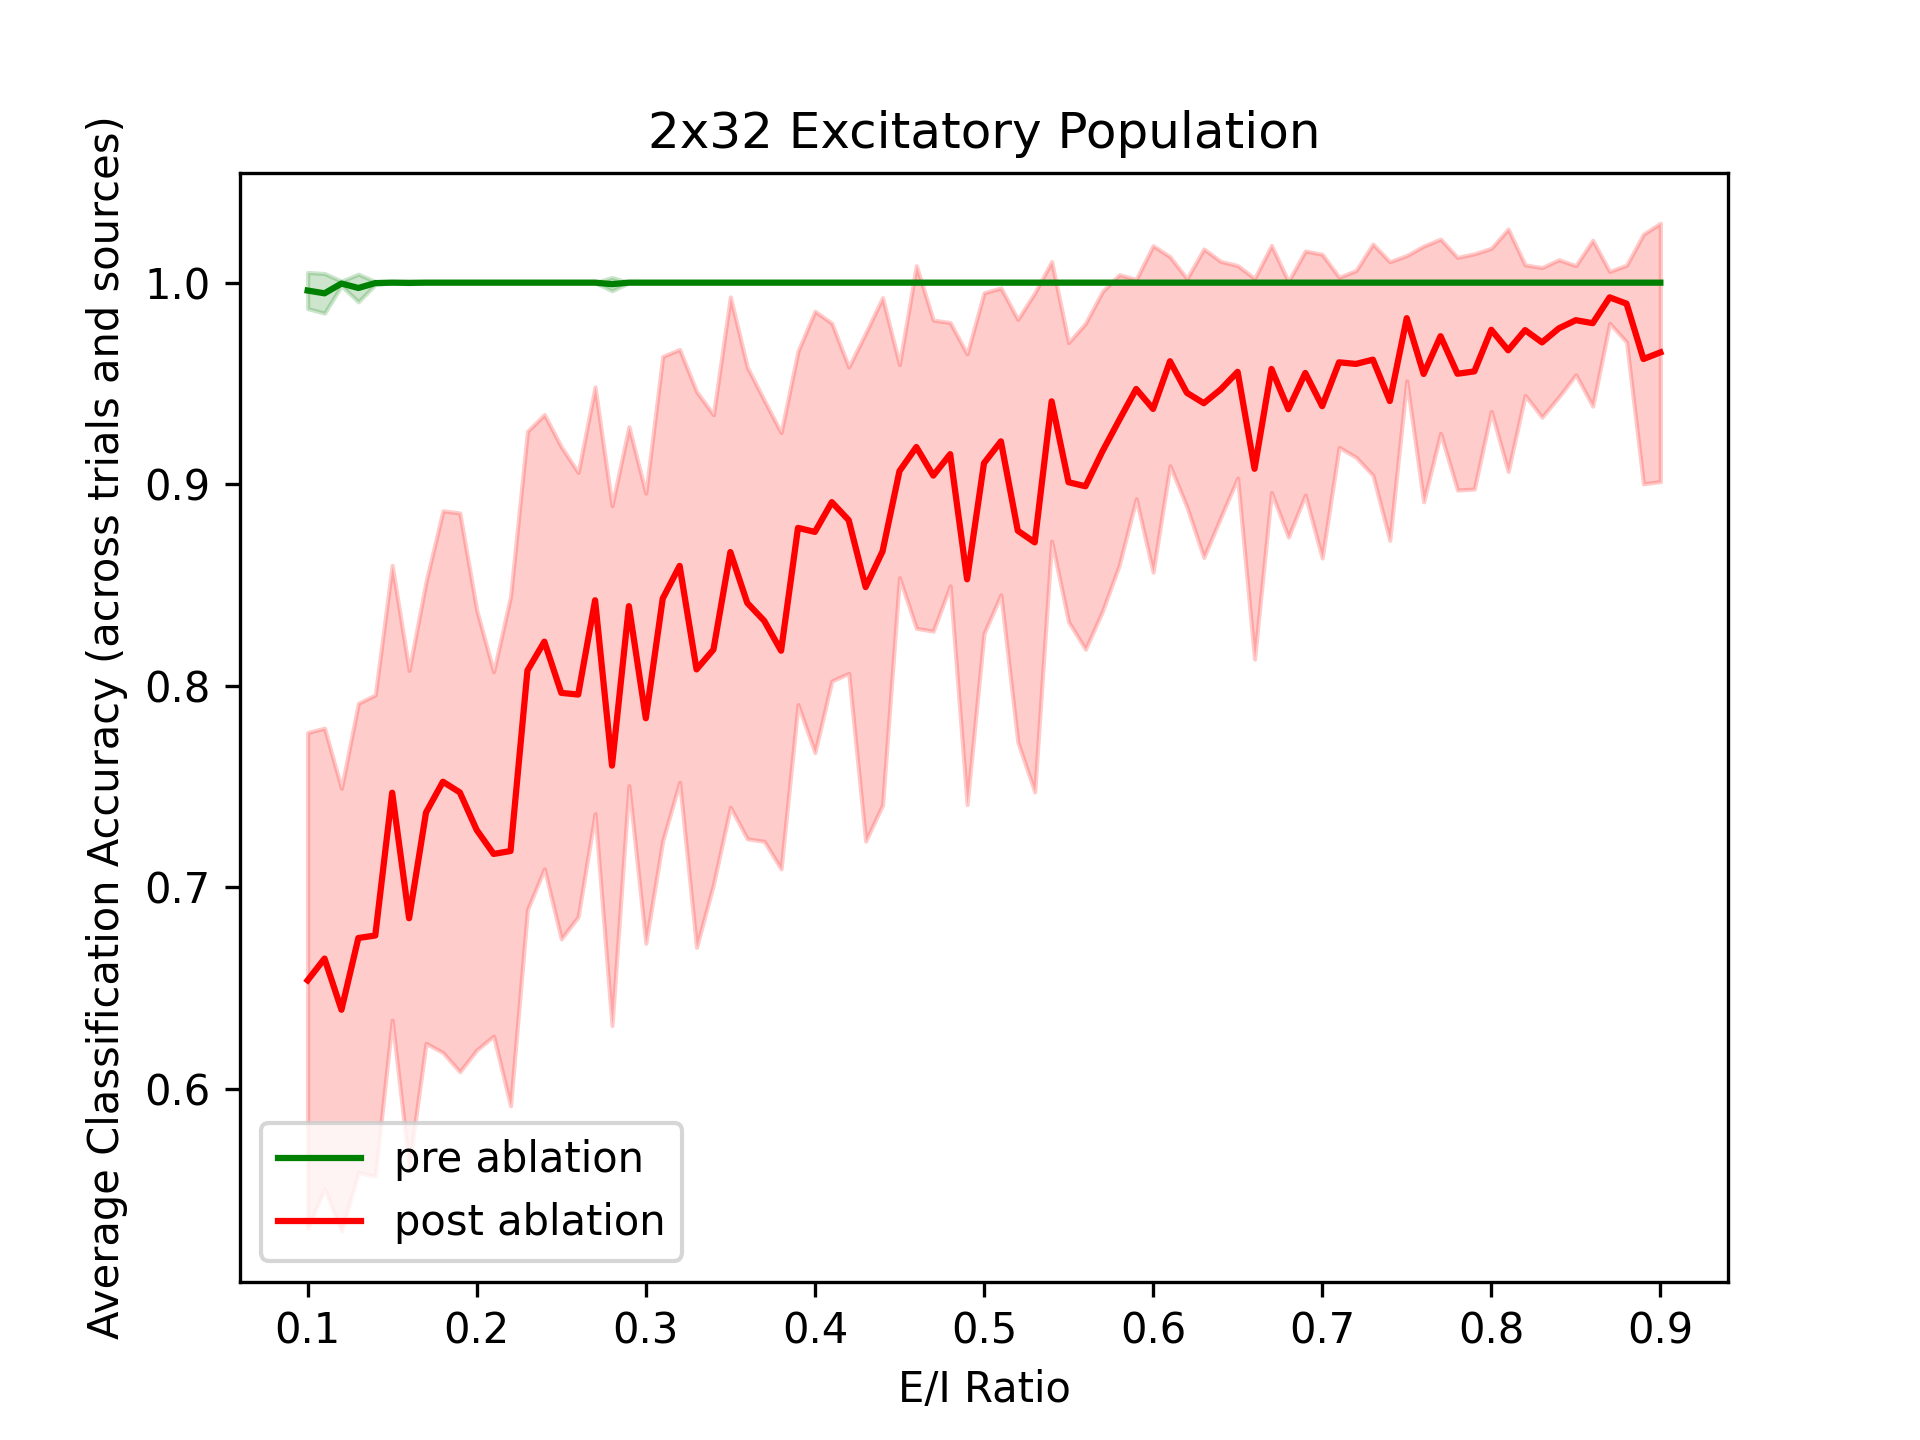 2x32 Excitatory Population
Average Classification Accuracy (across trials and sources)
1.0
0.9
0.8
0.7
0.6
pre ablation
post ablation
0.1 0.2 0.3 0.4 0.5 0.6 0.7 0.8 0.9
E/I Ratio